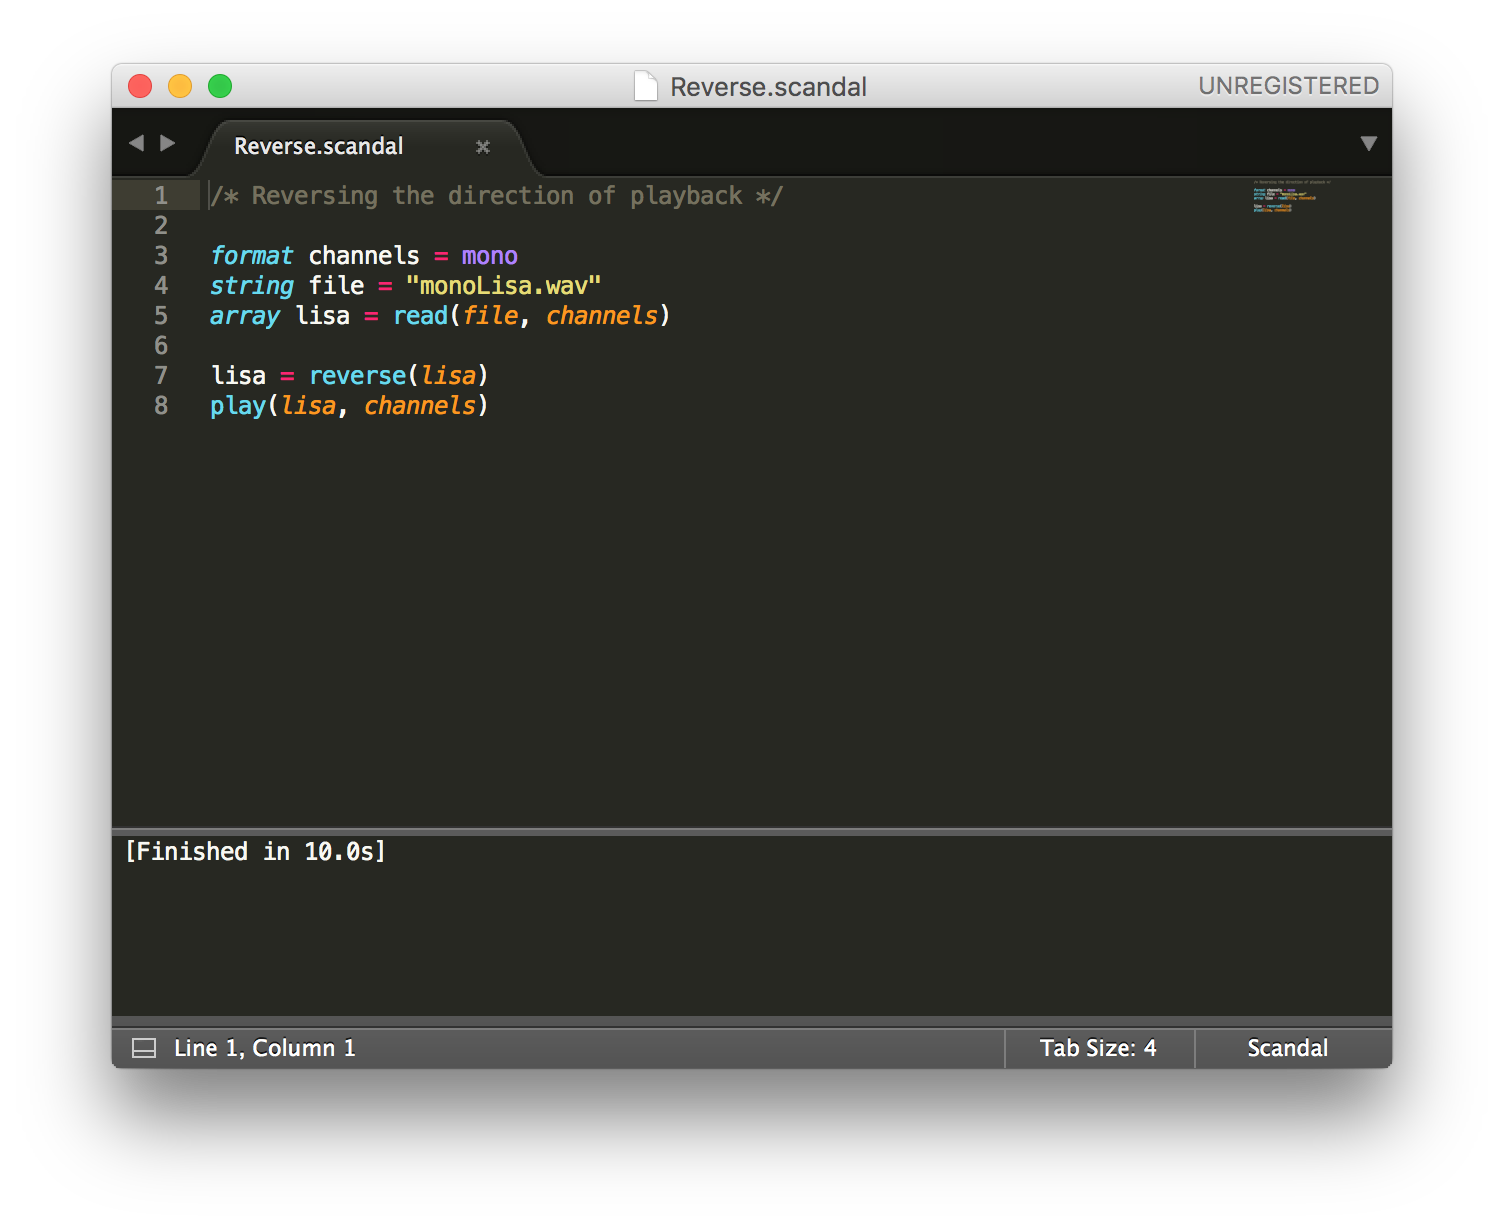 Reverse.scandal
UNREGISTERED
Reverse.scandal
1 /* Reversing the direction of playback */
2
3 format channels = mono
4 string file = "monoLisa.wav"
5 array lisa = read(file, channels)
6
7 lisa = reverse(lisa)
8 play(lisa, channels)
[Finished in 10.0s]
Line 1, Column 1
Tab Size: 4
Scandal